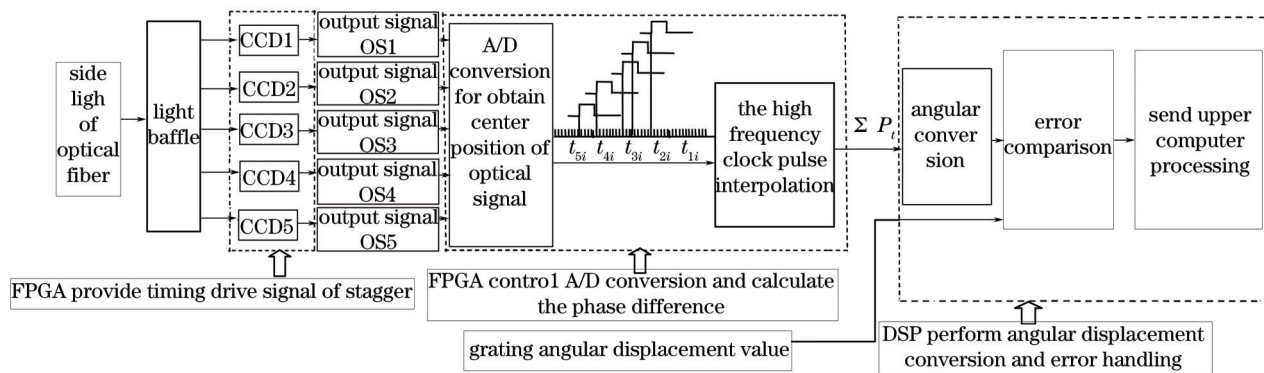 side
ligh
of
optical
fiber
light
baffle
CCD1
CCD2
CCD3
CCD4
CCD5
output signal
OS1
output signal
OS2
output signal
OS3
output signal
OS4
output signal
OS5
A/D
conversion
for obtain
center
position of
optical
signal
t5i t4i t3i t2i t1i
the high
frequency
clock pulse
interpolation
Σ Pt
angular
conver
sion
error
comparison
send upper
computer
processing
FPGA provide timing drive signal of stagger
FPGA contro1 A/D conversion and calculate
the phase difference
grating angular displacement value
DSP perform angular displacement
conversion and error handling